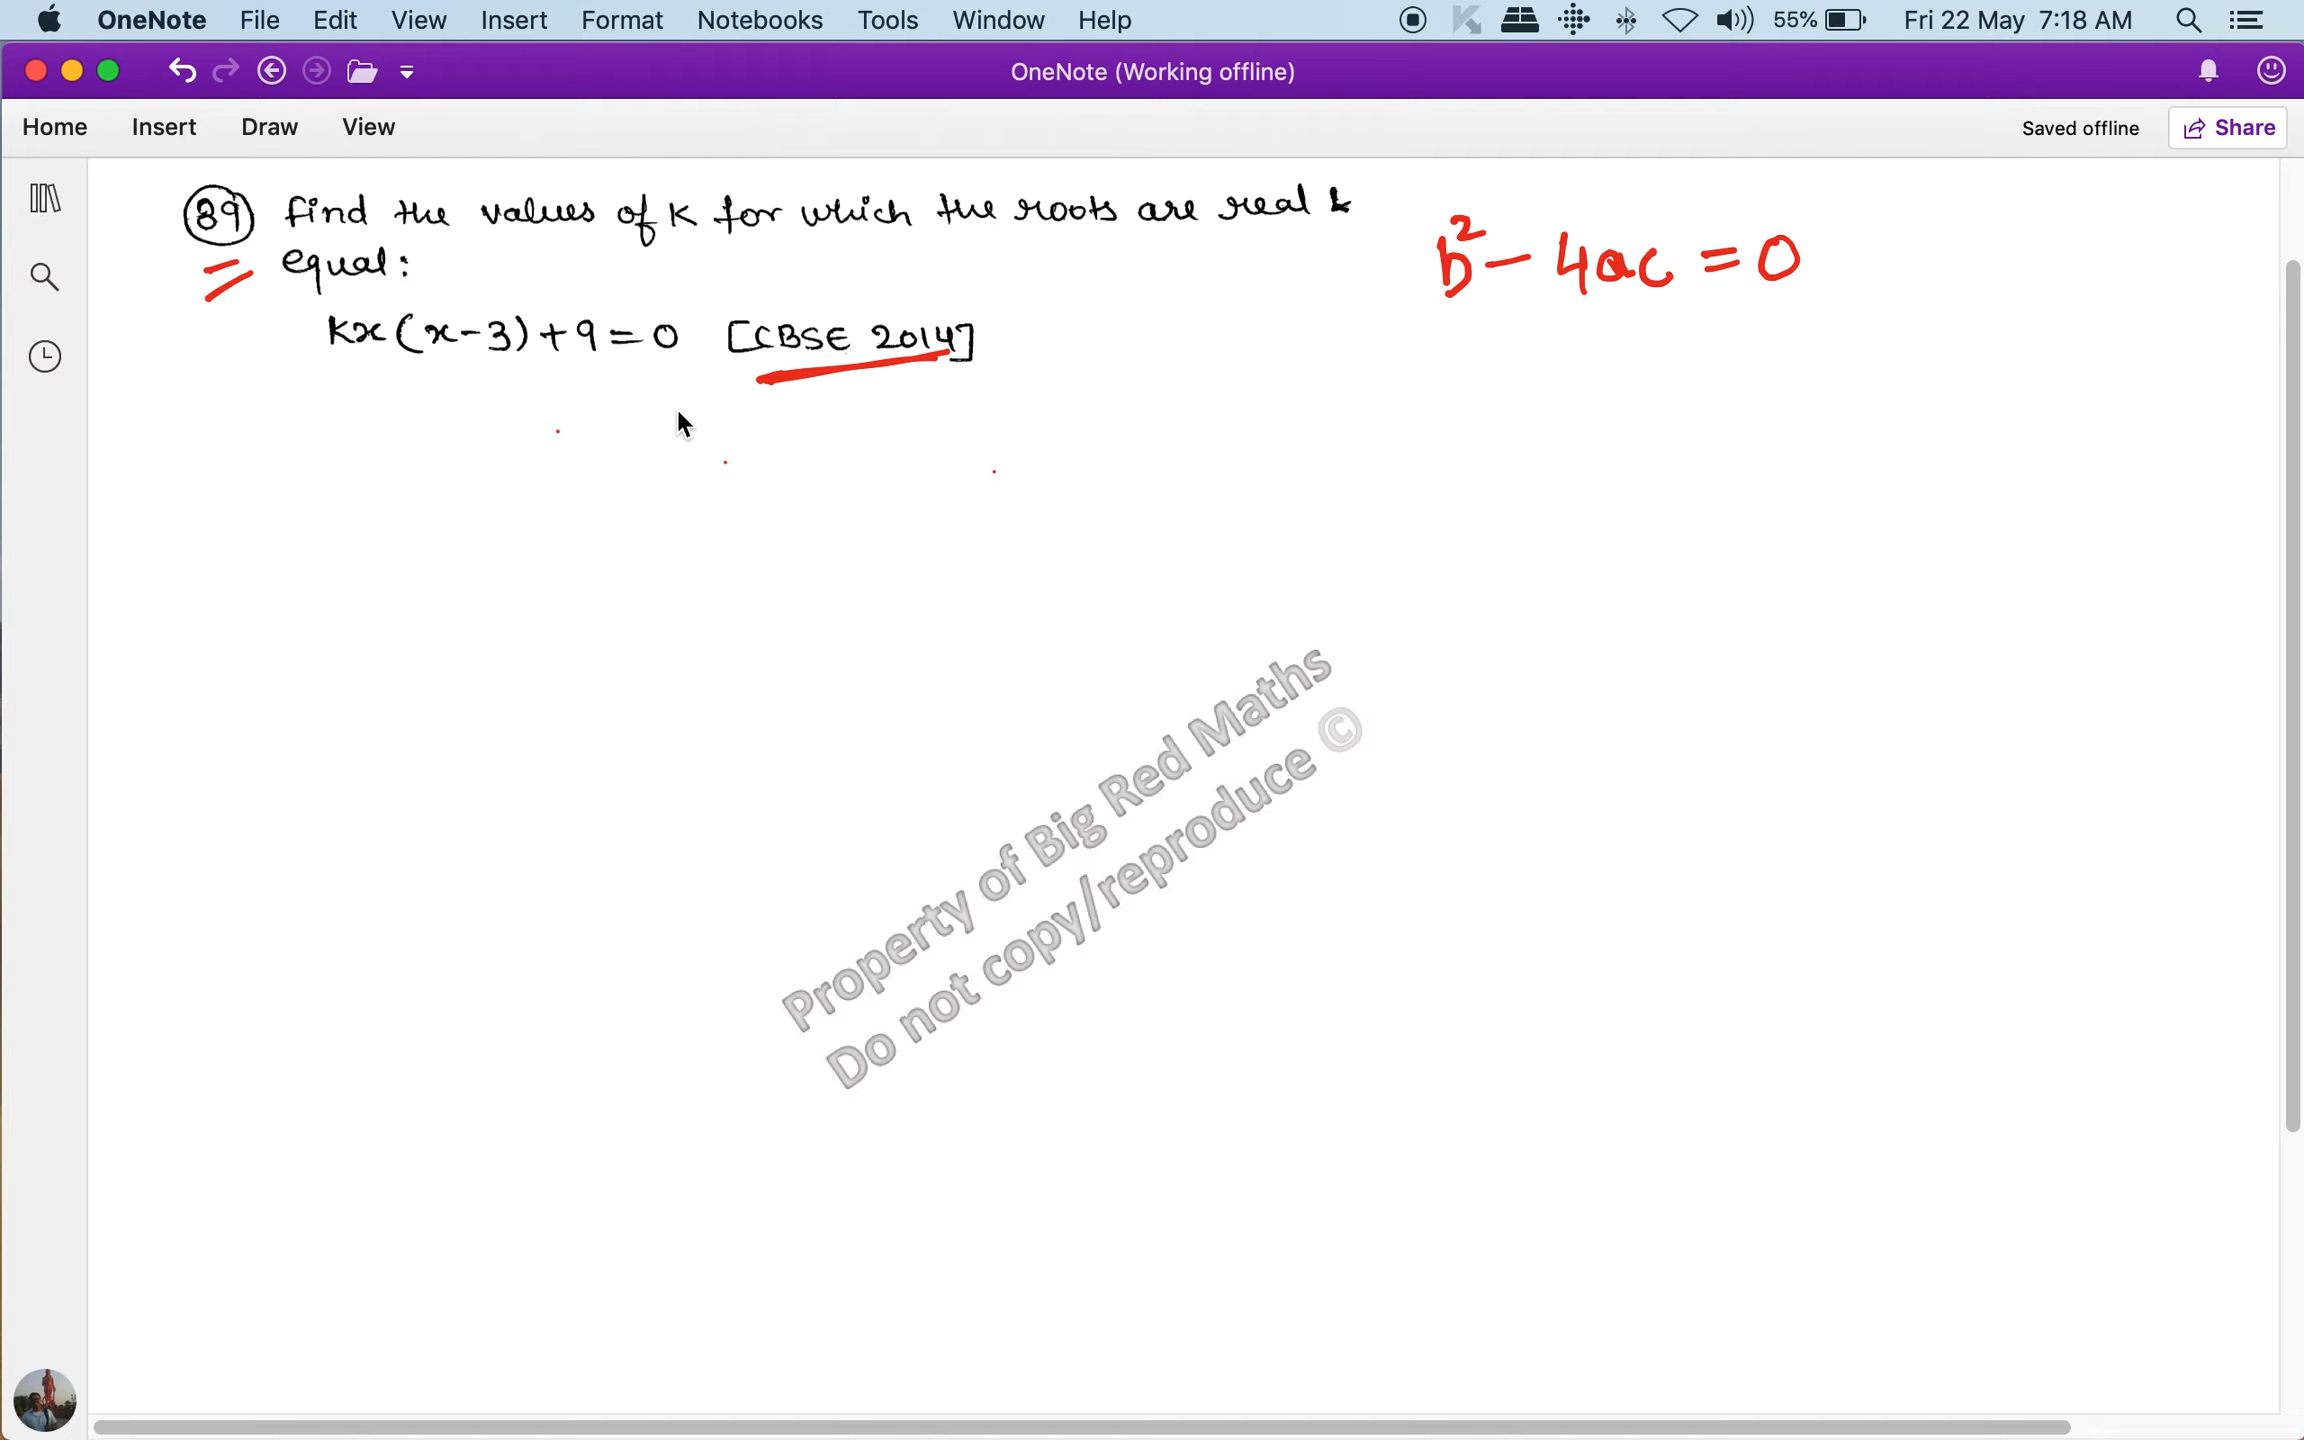 OneNote File Edit View Insert Format Notebooks Tools Window Help 55% Fri 22 May 7:18 AM
OneNote (Working offline)
Home Insert Draw View Saved offline Share
89 Find the values of K for which the roots are real &
equal:
b² - 4ac = 0
Kx(x-3)+9=0 [CBSE 2014]
Property of Big Red Maths
Do not copy/reproduce ©